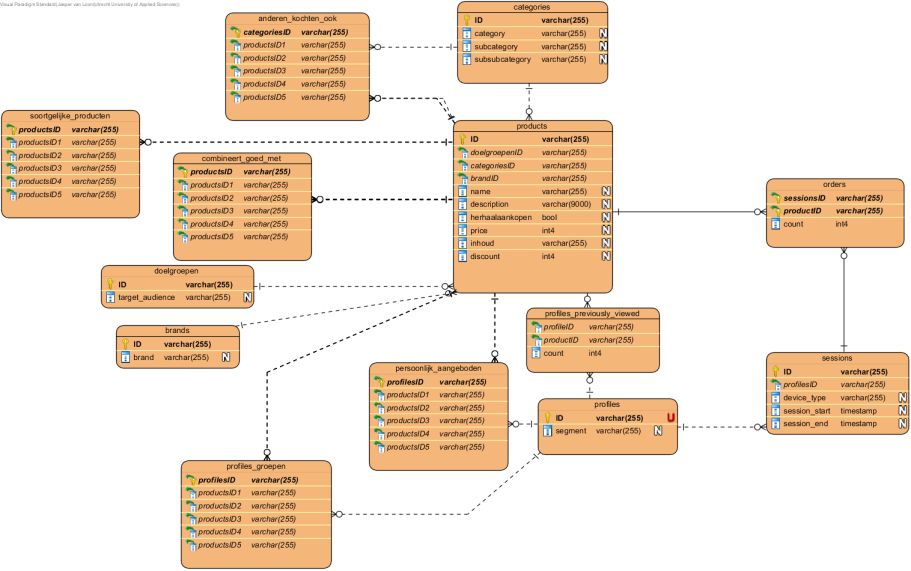 Visual Paradigm Standard(Jasper van Loon(Utrecht University of Applied Sciences))
anderen_kochten_ook
categoriesID varchar(255)
productsID1 varchar(255)
productsID2 varchar(255)
productsID3 varchar(255)
productsID4 varchar(255)
productsID5 varchar(255)
categories
ID varchar(255)
category varchar(255) N
subcategory varchar(255) N
subsubcategory varchar(255) N
soortgelijke_producten
productsID varchar(255)
productsID1 varchar(255)
productsID2 varchar(255)
productsID3 varchar(255)
productsID4 varchar(255)
productsID5 varchar(255)
combineert_goed_met
productsID varchar(255)
productsID1 varchar(255)
productsID2 varchar(255)
productsID3 varchar(255)
productsID4 varchar(255)
productsID5 varchar(255)
products
ID varchar(255)
doelgroepenID varchar(255)
categoriesID varchar(255)
brandID varchar(255)
name varchar(255) N
description varchar(9000) N
herhaalaankopen bool N
price int4 N
inhoud varchar(255) N
discount int4 N
orders
sessionsID varchar(255)
productID varchar(255)
count int4
doelgroepen
ID varchar(255)
target_audience varchar(255) N
brands
ID varchar(255)
brand varchar(255) N
profiles_previously_viewed
profileID varchar(255)
productID varchar(255)
count int4
persoonlijk_aangeboden
profilesID varchar(255)
productsID1 varchar(255)
productsID2 varchar(255)
productsID3 varchar(255)
productsID4 varchar(255)
productsID5 varchar(255)
profiles
ID varchar(255) U
segment varchar(255) N
sessions
ID varchar(255)
profilesID varchar(255)
device_type varchar(255) N
session_start timestamp N
session_end timestamp N
profiles_groepen
profilesID varchar(255)
productsID1 varchar(255)
productsID2 varchar(255)
productsID3 varchar(255)
productsID4 varchar(255)
productsID5 varchar(255)